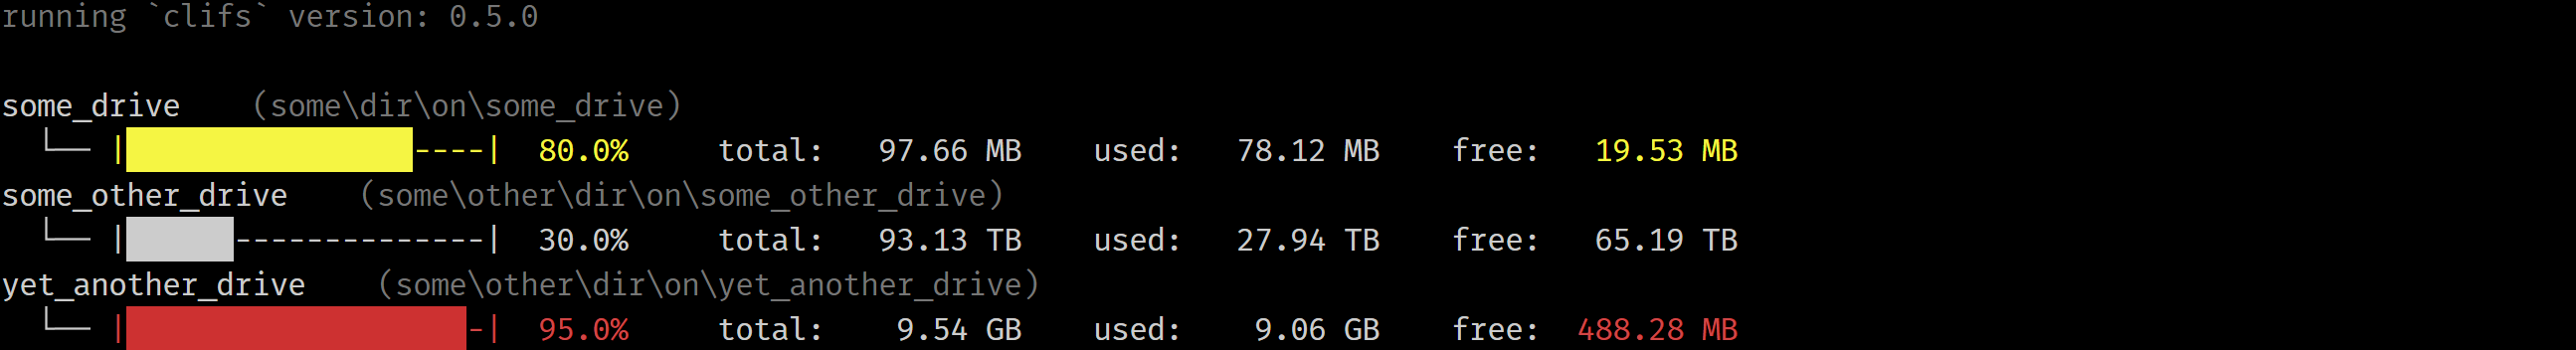 running `clifs` version: 0.5.0
some_drive    (some\dir\on\some_drive)
└── |████████████████----|  80.0%     total:   97.66 MB    used:   78.12 MB    free:   19.53 MB
some_other_drive    (some\other\dir\on\some_other_drive)
└── |██████--------------|  30.0%     total:   93.13 TB    used:   27.94 TB    free:   65.19 TB
yet_another_drive    (some\other\dir\on\yet_another_drive)
└── |███████████████████-|  95.0%     total:    9.54 GB    used:    9.06 GB    free:  488.28 MB